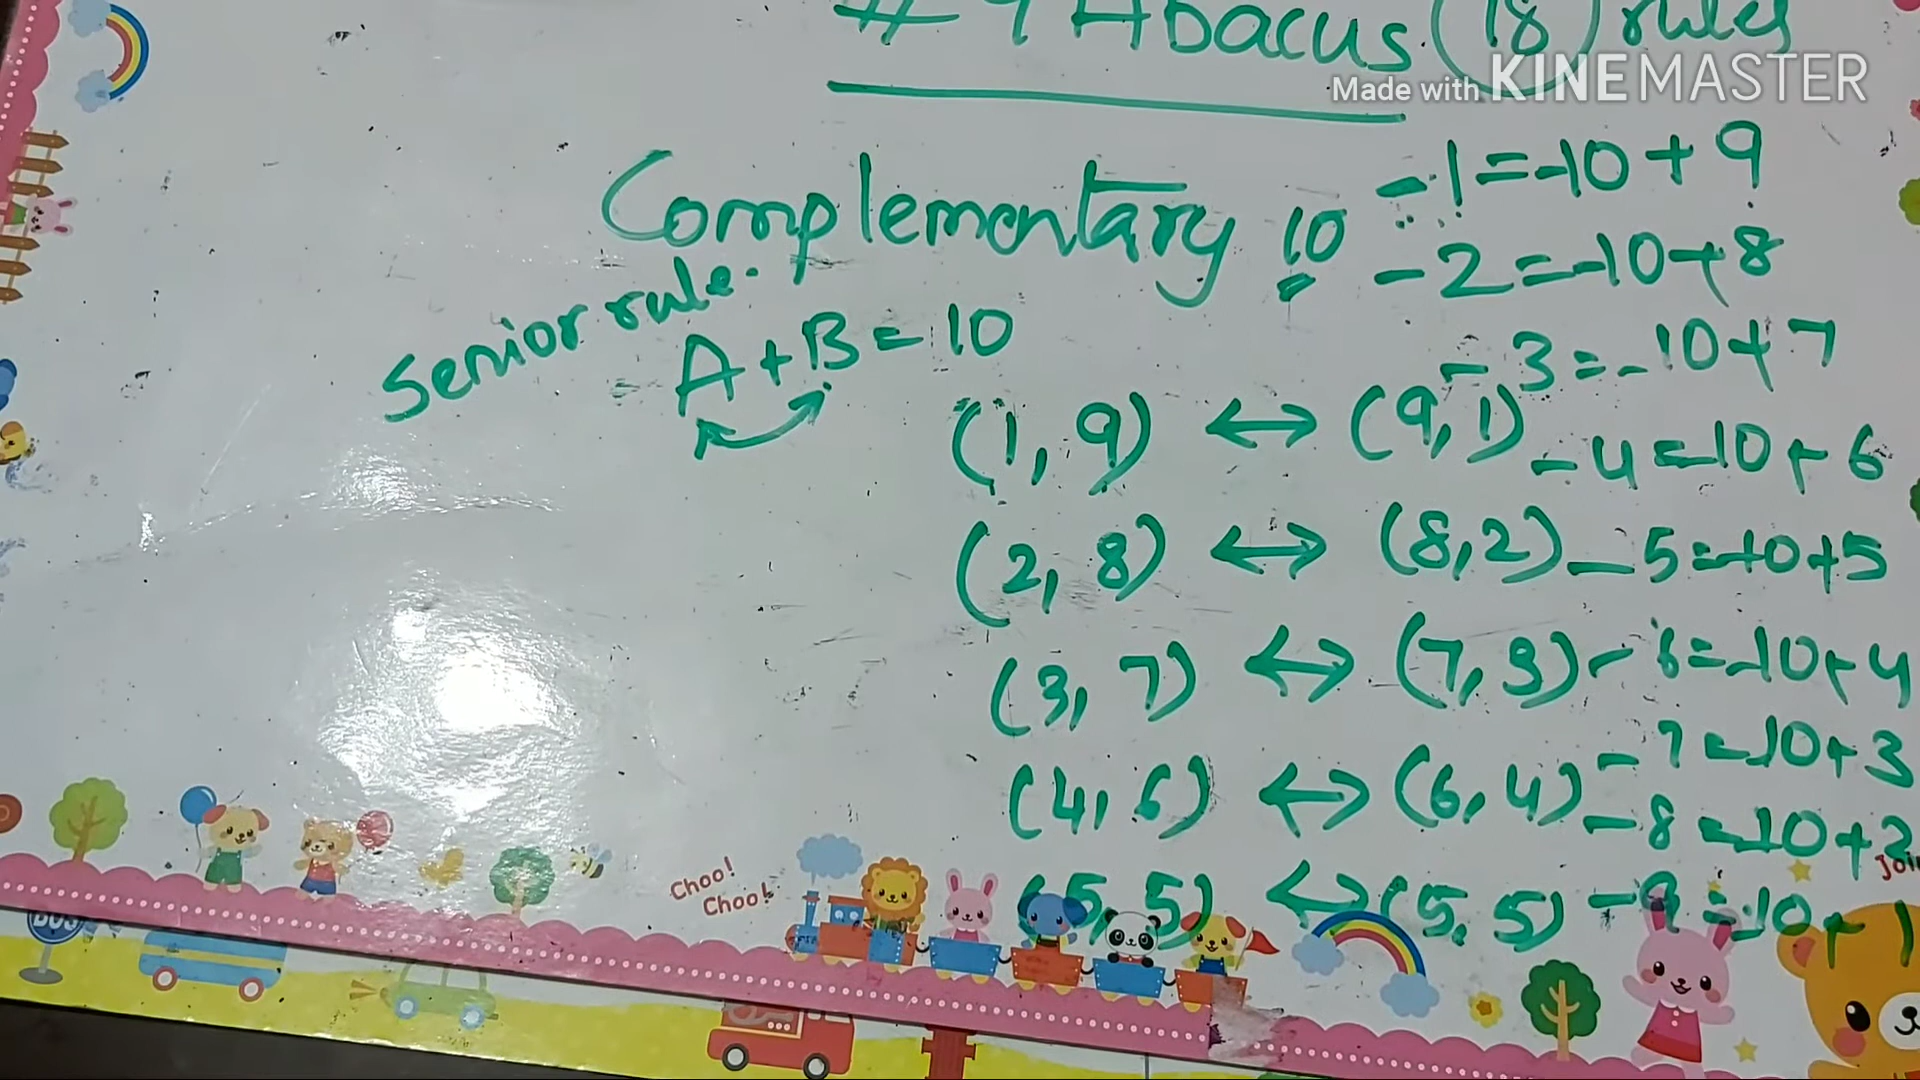 # 9 Abacus (18) rules
Made with KINEMASTER
Complementary 10
Senior rule:
A+B=10
(1, 9) ↔ (9,1)
(2, 8) ↔ (8,2)
(3, 7) ↔ (7,3)
(4, 6) ↔ (6,4)
(5,5) ↔ (5,5)
-1=-10+9
-2=-10+8
-3=-10+7
-4=-10+6
-5=-10+5
-6=-10+4
-7=-10+3
-8=-10+2
-9=-10+1
Choo!
Choo!
BUS